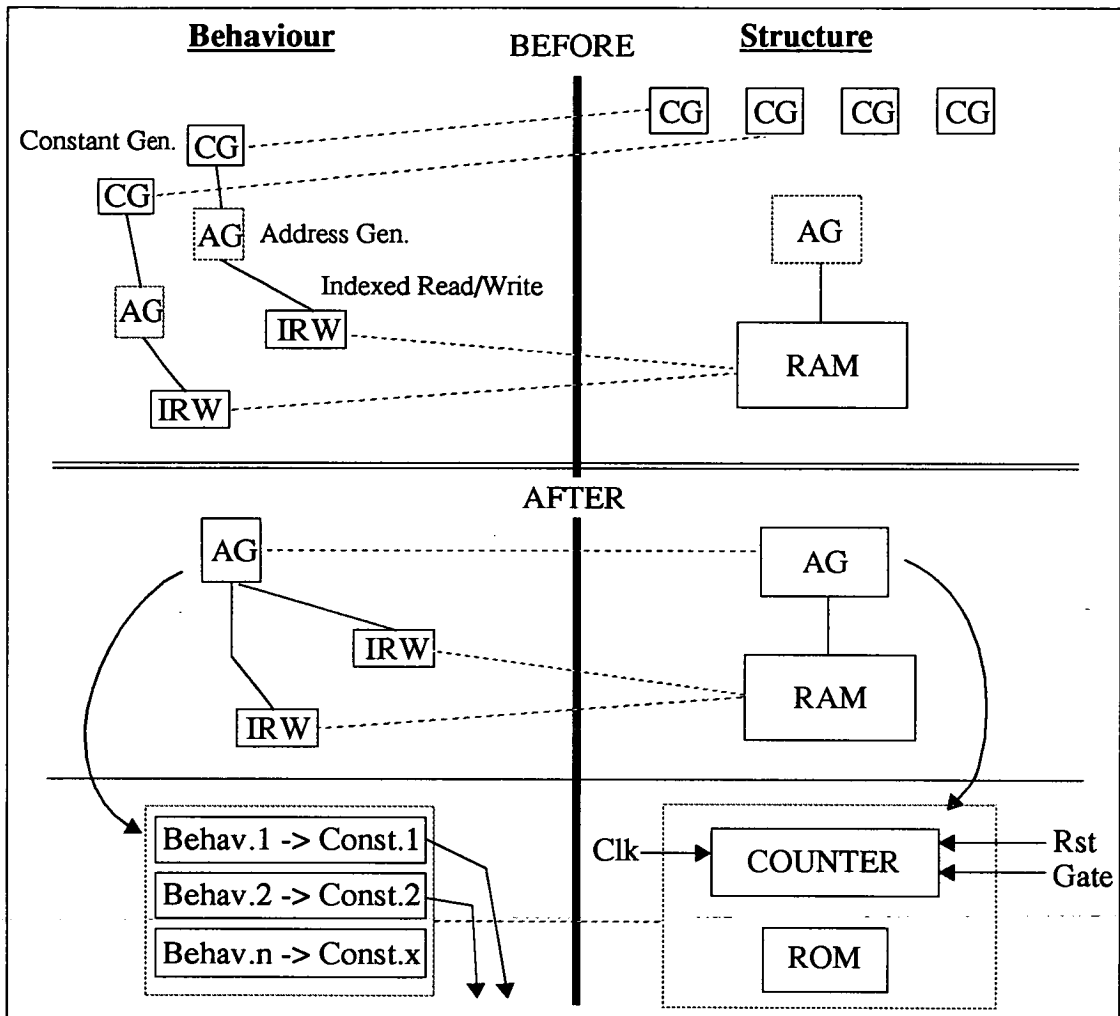 Behaviour
BEFORE
Structure
CG CG CG CG
Constant Gen.
CG
CG
AG
Address Gen.
AG
AG
Indexed Read/Write
IRW
RAM
IRW
AFTER
AG
AG
IRW
RAM
IRW
Behav.1 -> Const.1
Behav.2 -> Const.2
Behav.n -> Const.x
Clk
COUNTER
Rst
Gate
ROM